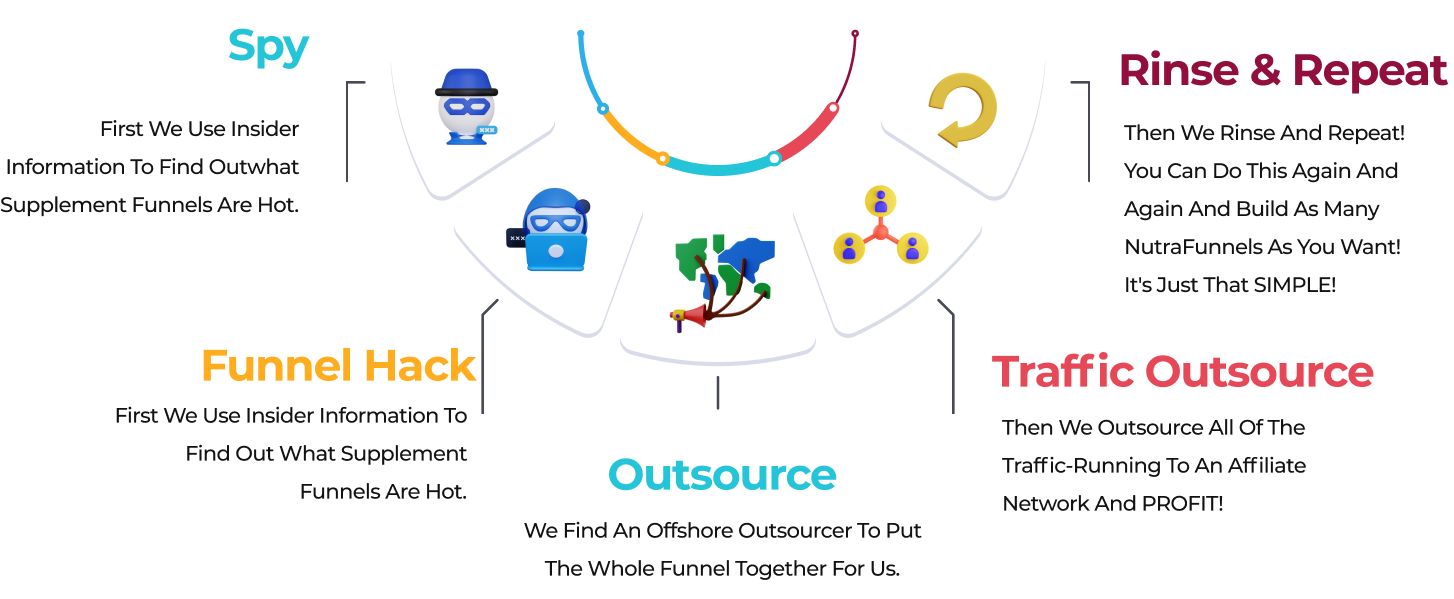 Spy
First We Use Insider
Information To Find Outwhat
Supplement Funnels Are Hot.
Funnel Hack
First We Use Insider Information To
Find Out What Supplement
Funnels Are Hot.
Outsource
We Find An Offshore Outsourcer To Put
The Whole Funnel Together For Us.
Traffic Outsource
Then We Outsource All Of The
Traffic-Running To An Affiliate
Network And PROFIT!
Rinse & Repeat
Then We Rinse And Repeat!
You Can Do This Again And
Again And Build As Many
NutraFunnels As You Want!
It's Just That SIMPLE!
xxx
xxx